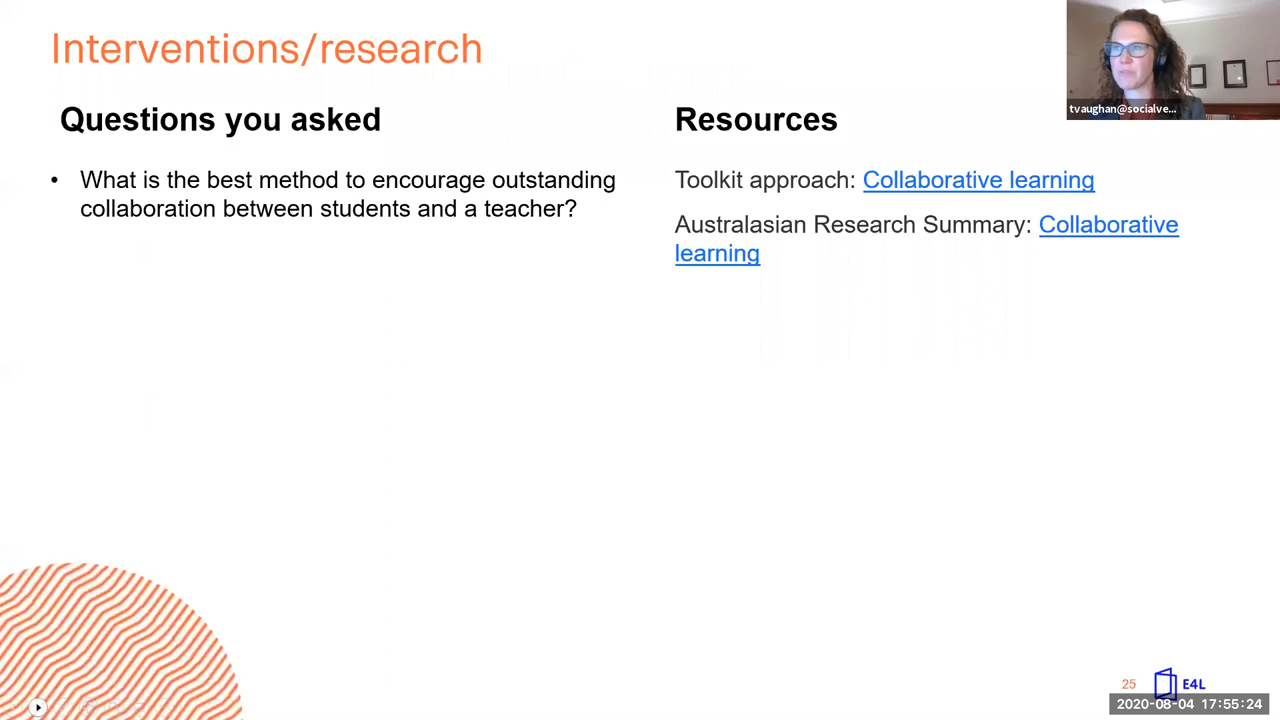 Interventions/research
tvaughan@socialve...
Questions you asked
• What is the best method to encourage outstanding
collaboration between students and a teacher?
Resources
Toolkit approach: Collaborative learning
Australasian Research Summary: Collaborative
learning
25
E4L
2020-08-04 17:55:24